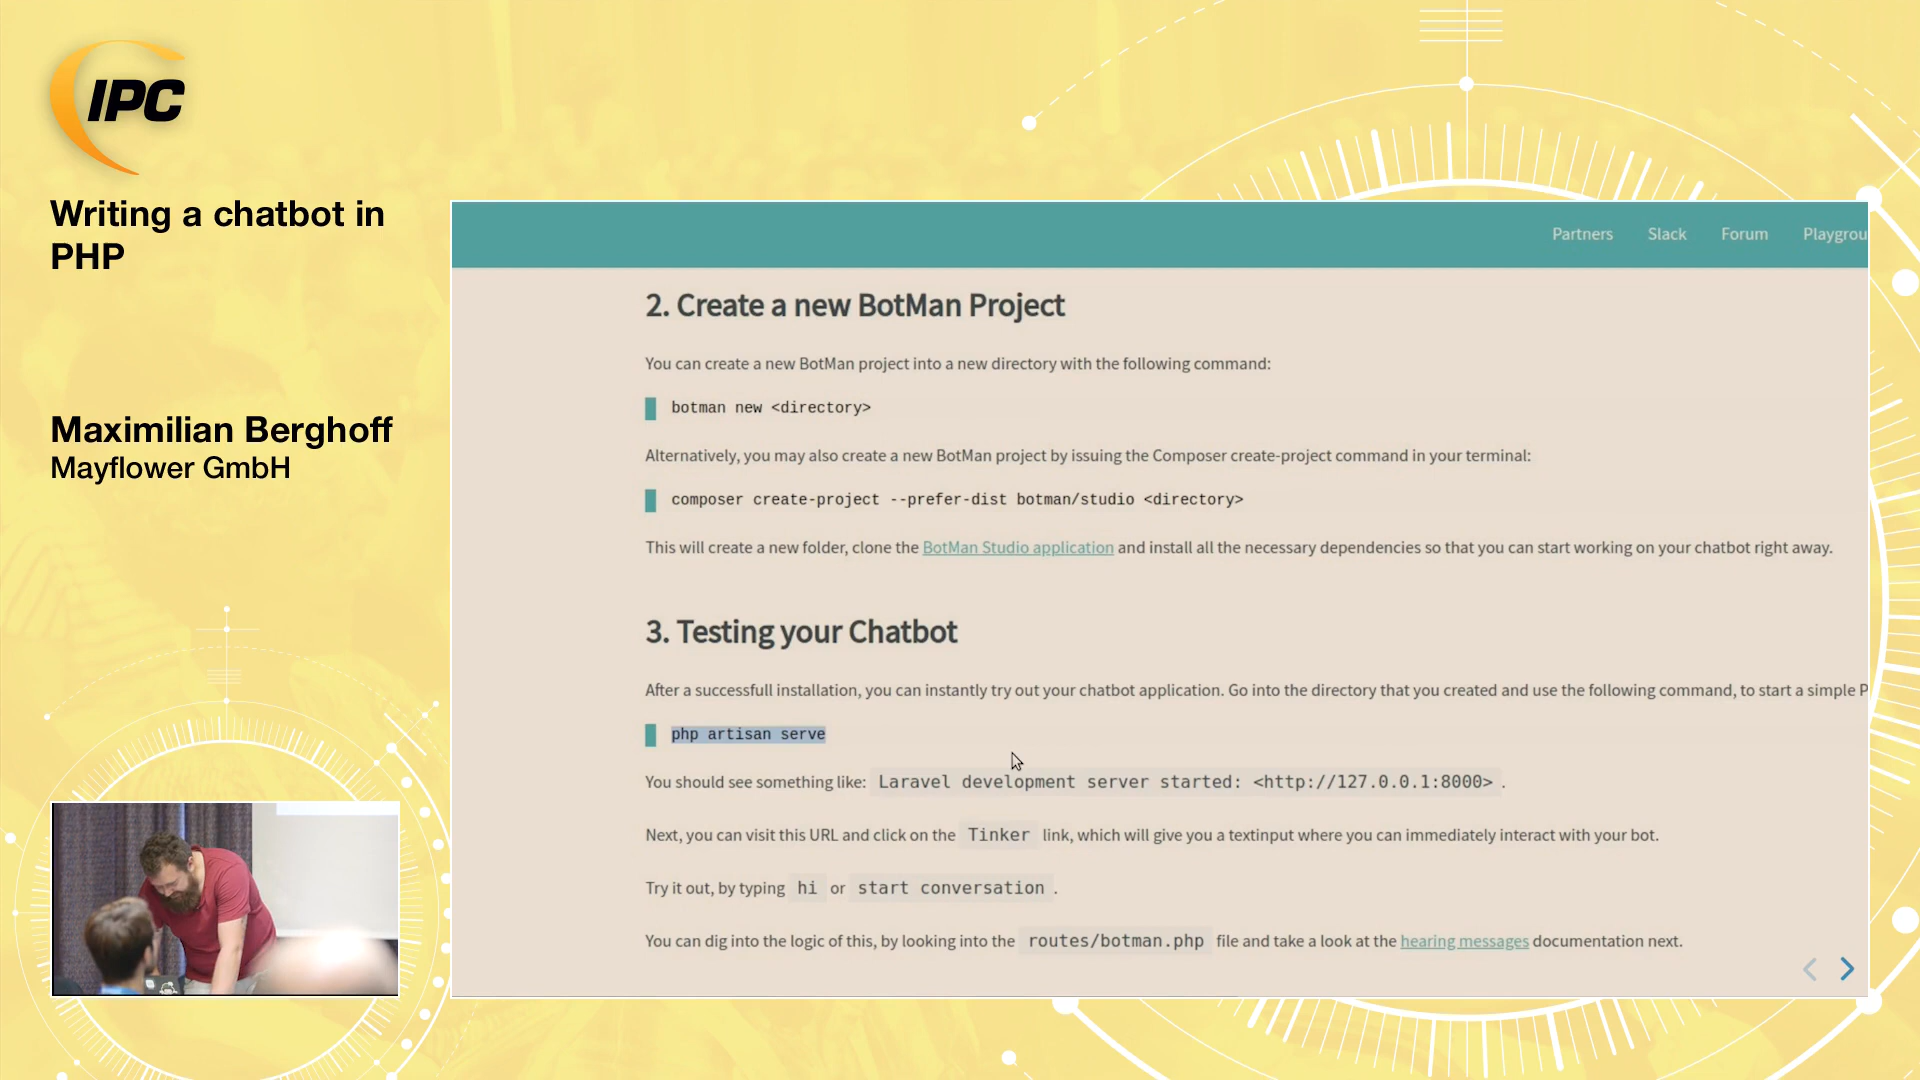 IPC
Writing a chatbot in
PHP
Maximilian Berghoff
Mayflower GmbH
Partners Slack Forum Playgrou
2. Create a new BotMan Project
You can create a new BotMan project into a new directory with the following command:
botman new <directory>
Alternatively, you may also create a new BotMan project by issuing the Composer create-project command in your terminal:
composer create-project --prefer-dist botman/studio <directory>
This will create a new folder, clone the BotMan Studio application and install all the necessary dependencies so that you can start working on your chatbot right away.
3. Testing your Chatbot
After a successfull installation, you can instantly try out your chatbot application. Go into the directory that you created and use the following command, to start a simple P
php artisan serve
You should see something like: Laravel development server started: <http://127.0.0.1:8000> .
Next, you can visit this URL and click on the Tinker link, which will give you a textinput where you can immediately interact with your bot.
Try it out, by typing hi or start conversation .
You can dig into the logic of this, by looking into the routes/botman.php file and take a look at the hearing messages documentation next.